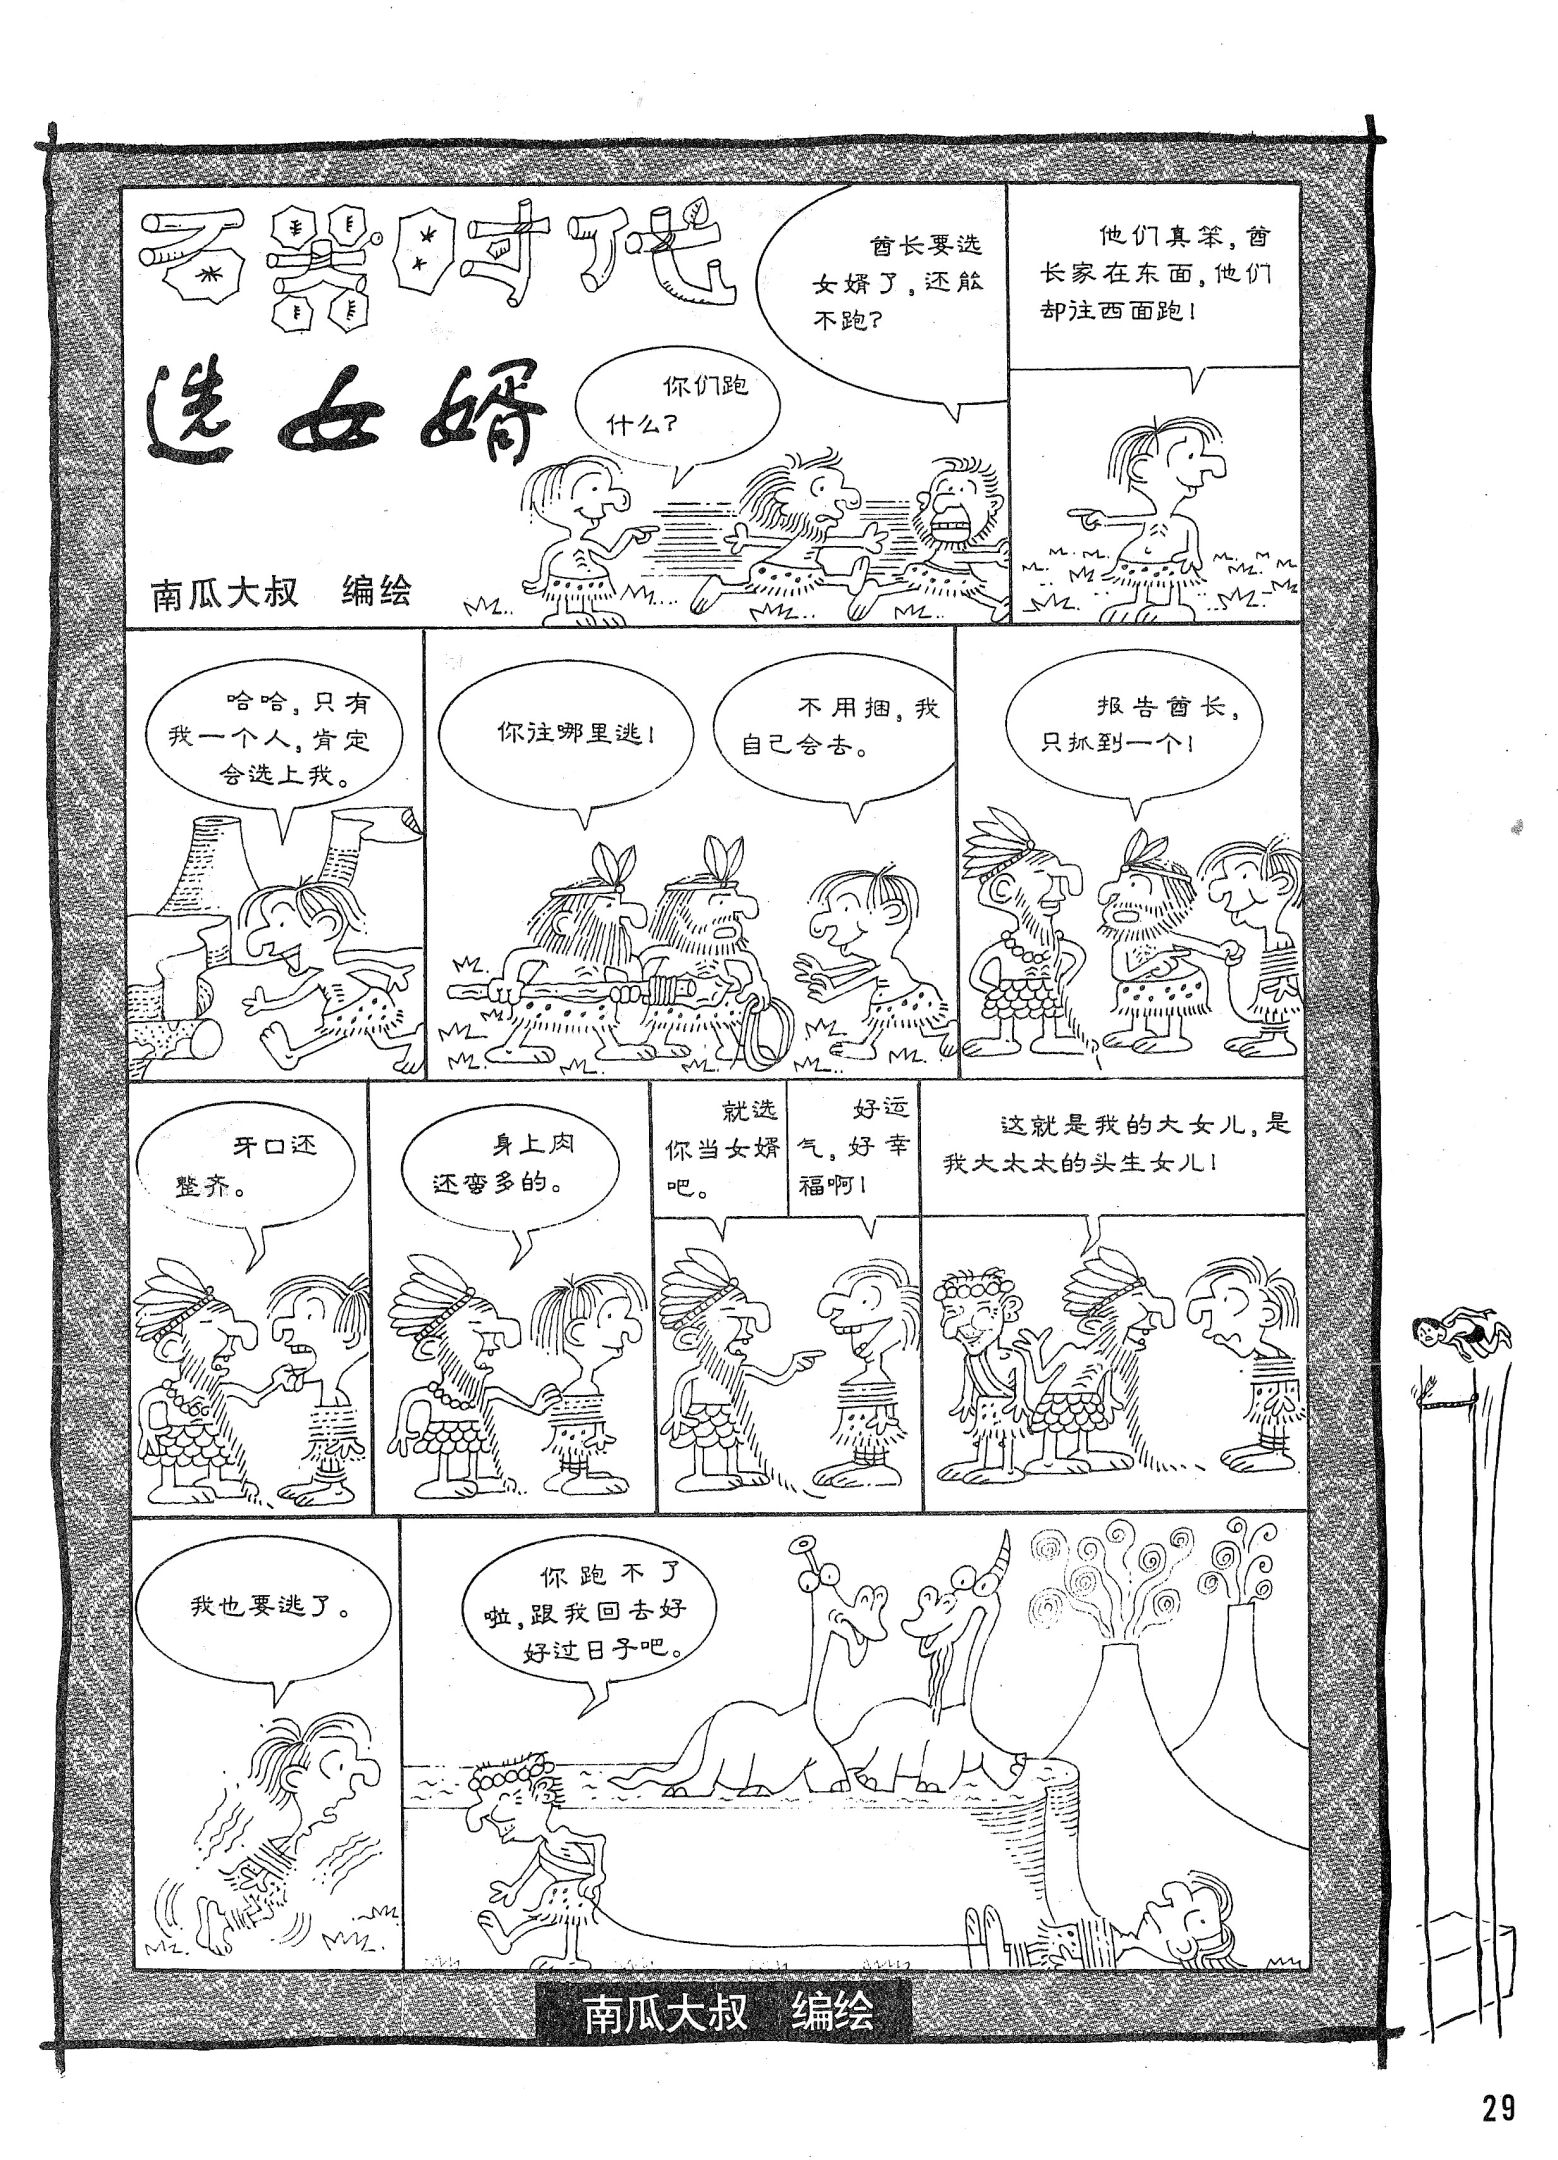 石器时代
选女婿
南瓜大叔 编绘
你们跑
什么?
酋长要选
女婿了,还能
不跑?
他们真笨,酋
长家在东面,他们
却往西面跑!
哈哈,只有
我一个人,肯定
会选上我。
你往哪里逃!
不用捆,我
自己会去。
报告酋长,
只抓到一个!
牙口还
整齐。
身上肉
还蛮多的。
就选
你当女婿
吧。
好运
气,好幸
福啊!
这就是我的大女儿,是
我大太太的头生女儿!
我也要逃了。
你跑不了
啦,跟我回去好
好过日子吧。
南瓜大叔 编绘
29